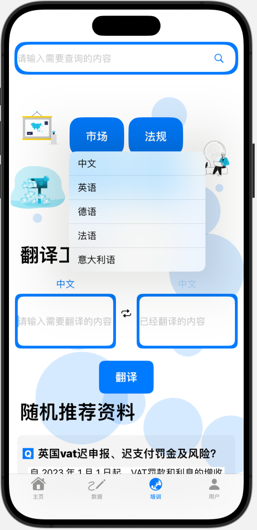 请输入需要查询的内容
市场
法规
中文
英语
德语
法语
意大利语
翻译工
中文
中文
请输入需要翻译的内容
已经翻译的内容
翻译
随机推荐资料
Q 英国vat迟申报、迟支付罚金及风险?
自 2023 年 1 月 1 日起,VAT罚款和利息的增收
主页
数据
培训
用户